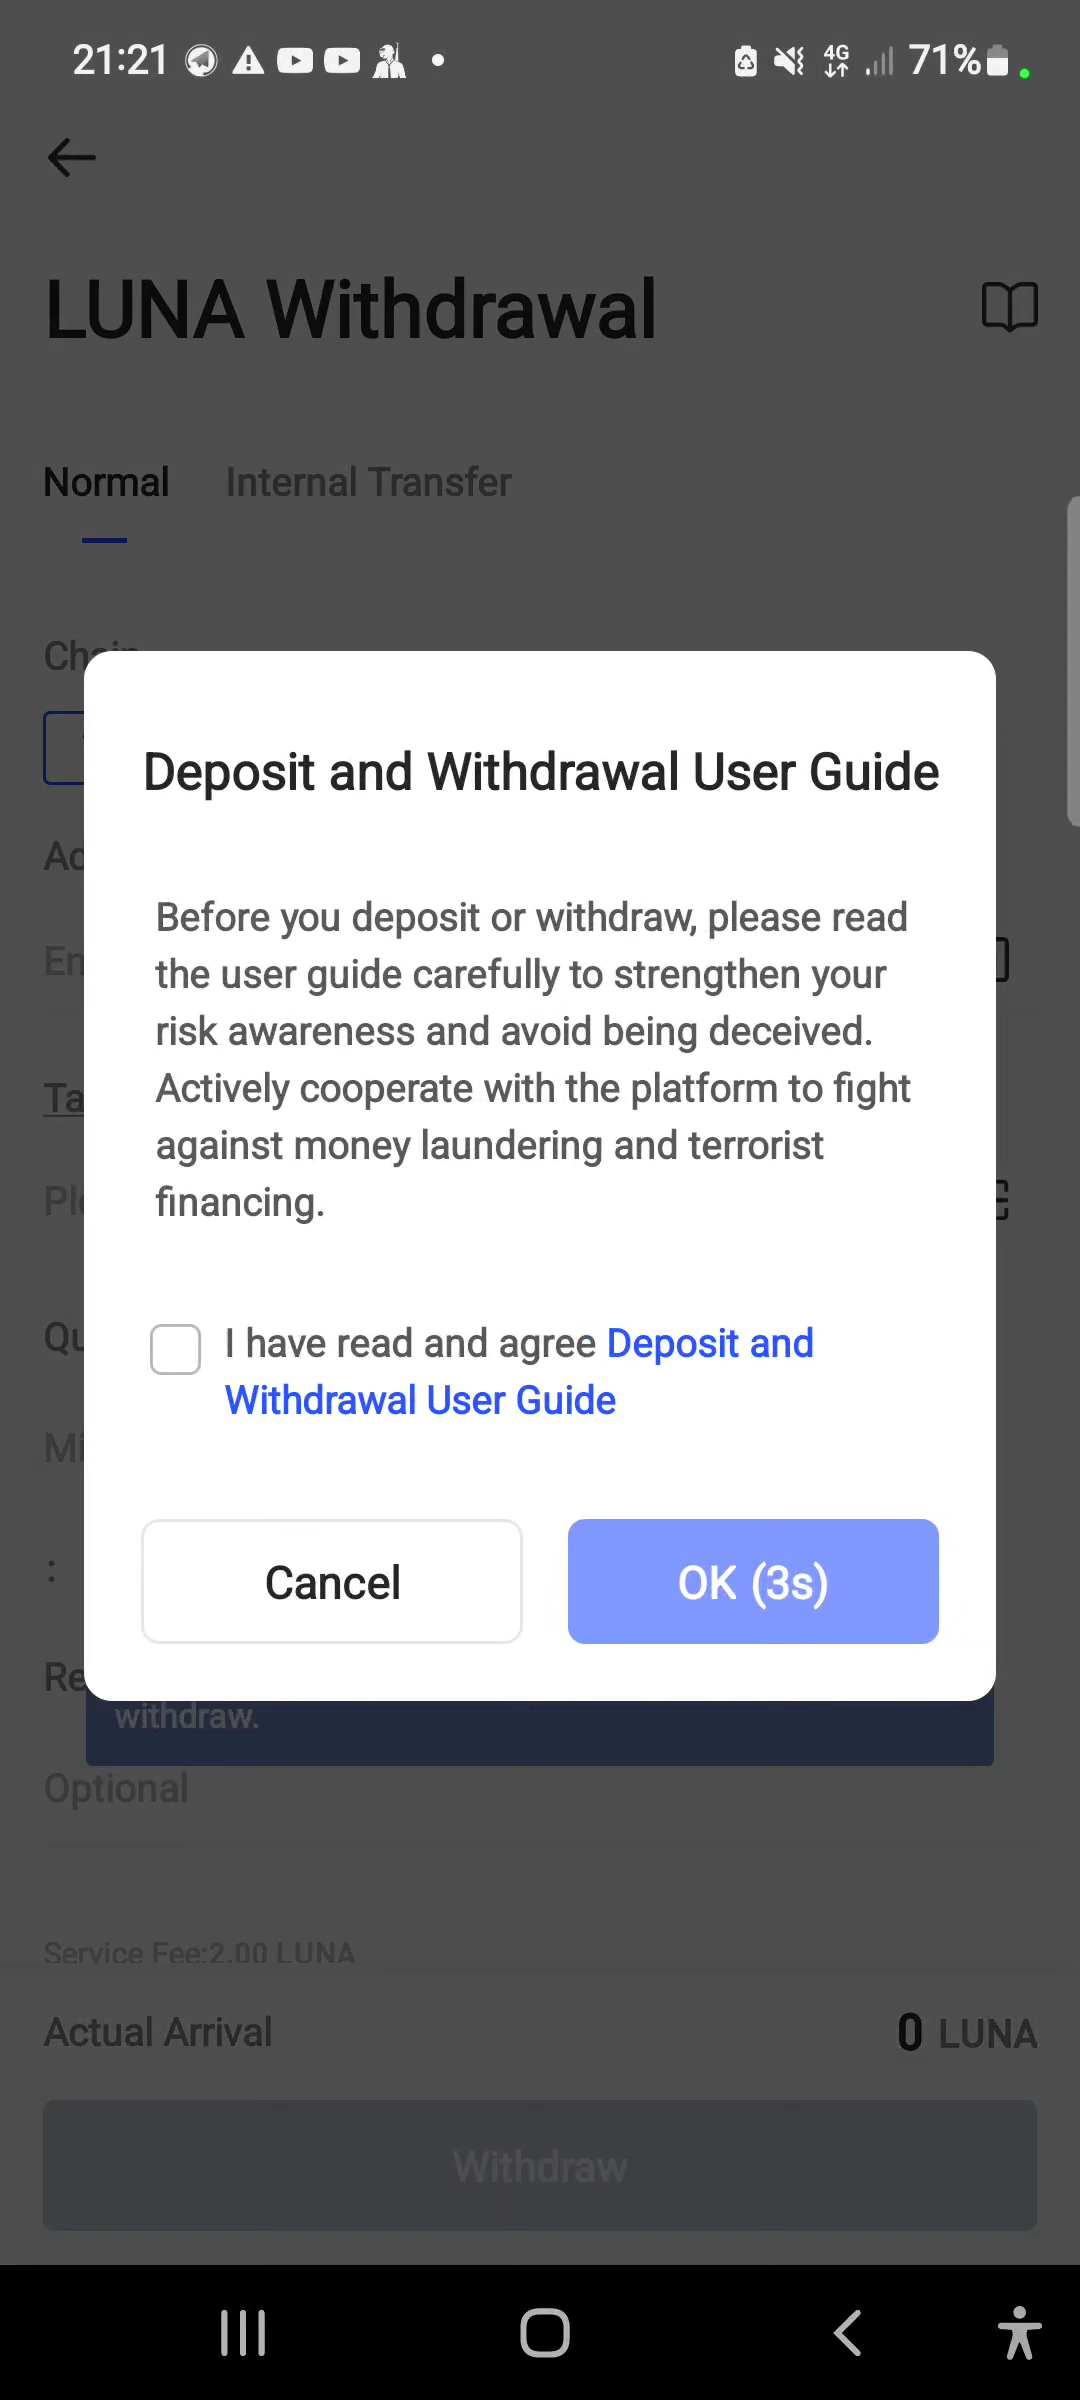 21:21 4G 71%
LUNA Withdrawal
Normal Internal Transfer
Deposit and Withdrawal User Guide
Before you deposit or withdraw, please read
the user guide carefully to strengthen your
risk awareness and avoid being deceived.
Actively cooperate with the platform to fight
against money laundering and terrorist
financing.
I have read and agree Deposit and
Withdrawal User Guide
Cancel OK (3s)
withdraw.
Optional
Service Fee:2.00 LUNA
Actual Arrival 0 LUNA
Withdraw